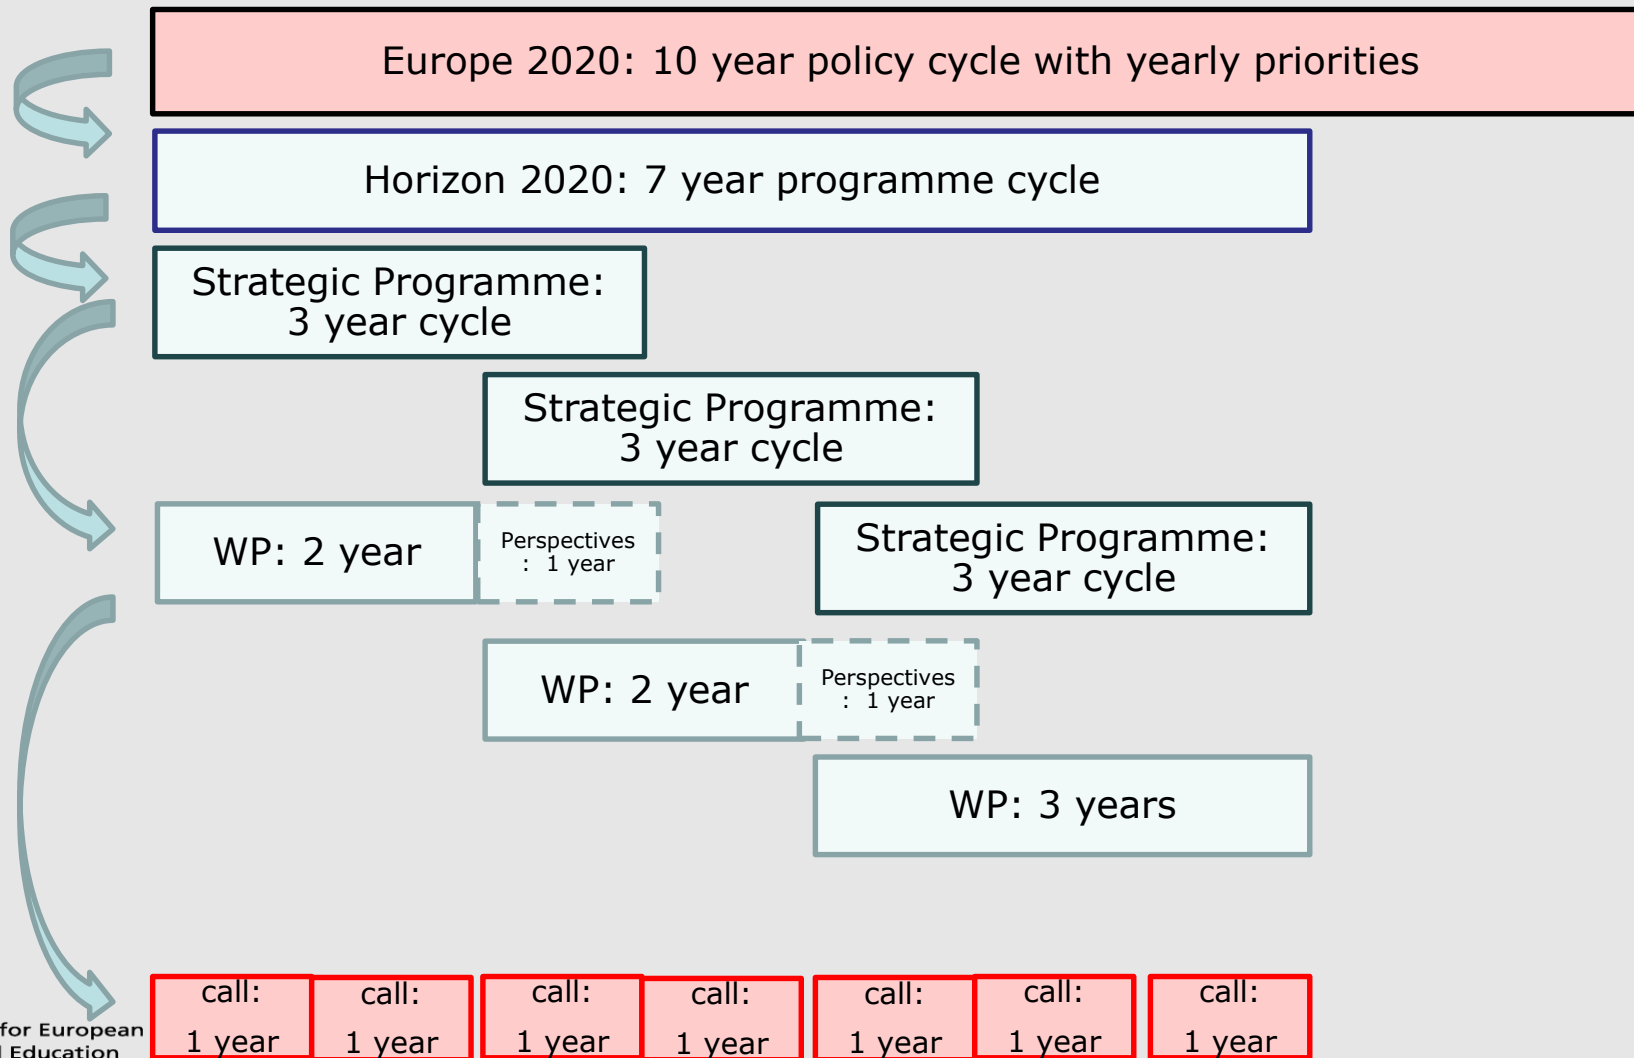 Europe 2020: 10 year policy cycle with yearly priorities
Horizon 2020: 7 year programme cycle
Strategic Programme:
3 year cycle
Strategic Programme:
3 year cycle
WP: 2 year
Perspectives
: 1 year
Strategic Programme:
3 year cycle
WP: 2 year
Perspectives
: 1 year
WP: 3 years
call:
1 year
call:
1 year
call:
1 year
call:
1 year
call:
1 year
call:
1 year
call:
1 year
for European
Education